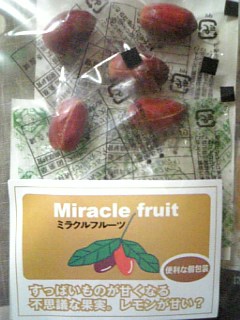 Miracle fruit
ミラクルフルーツ
便利な個包装
すっぱいものが甘くなる
不思議な果実。レモンが甘い？